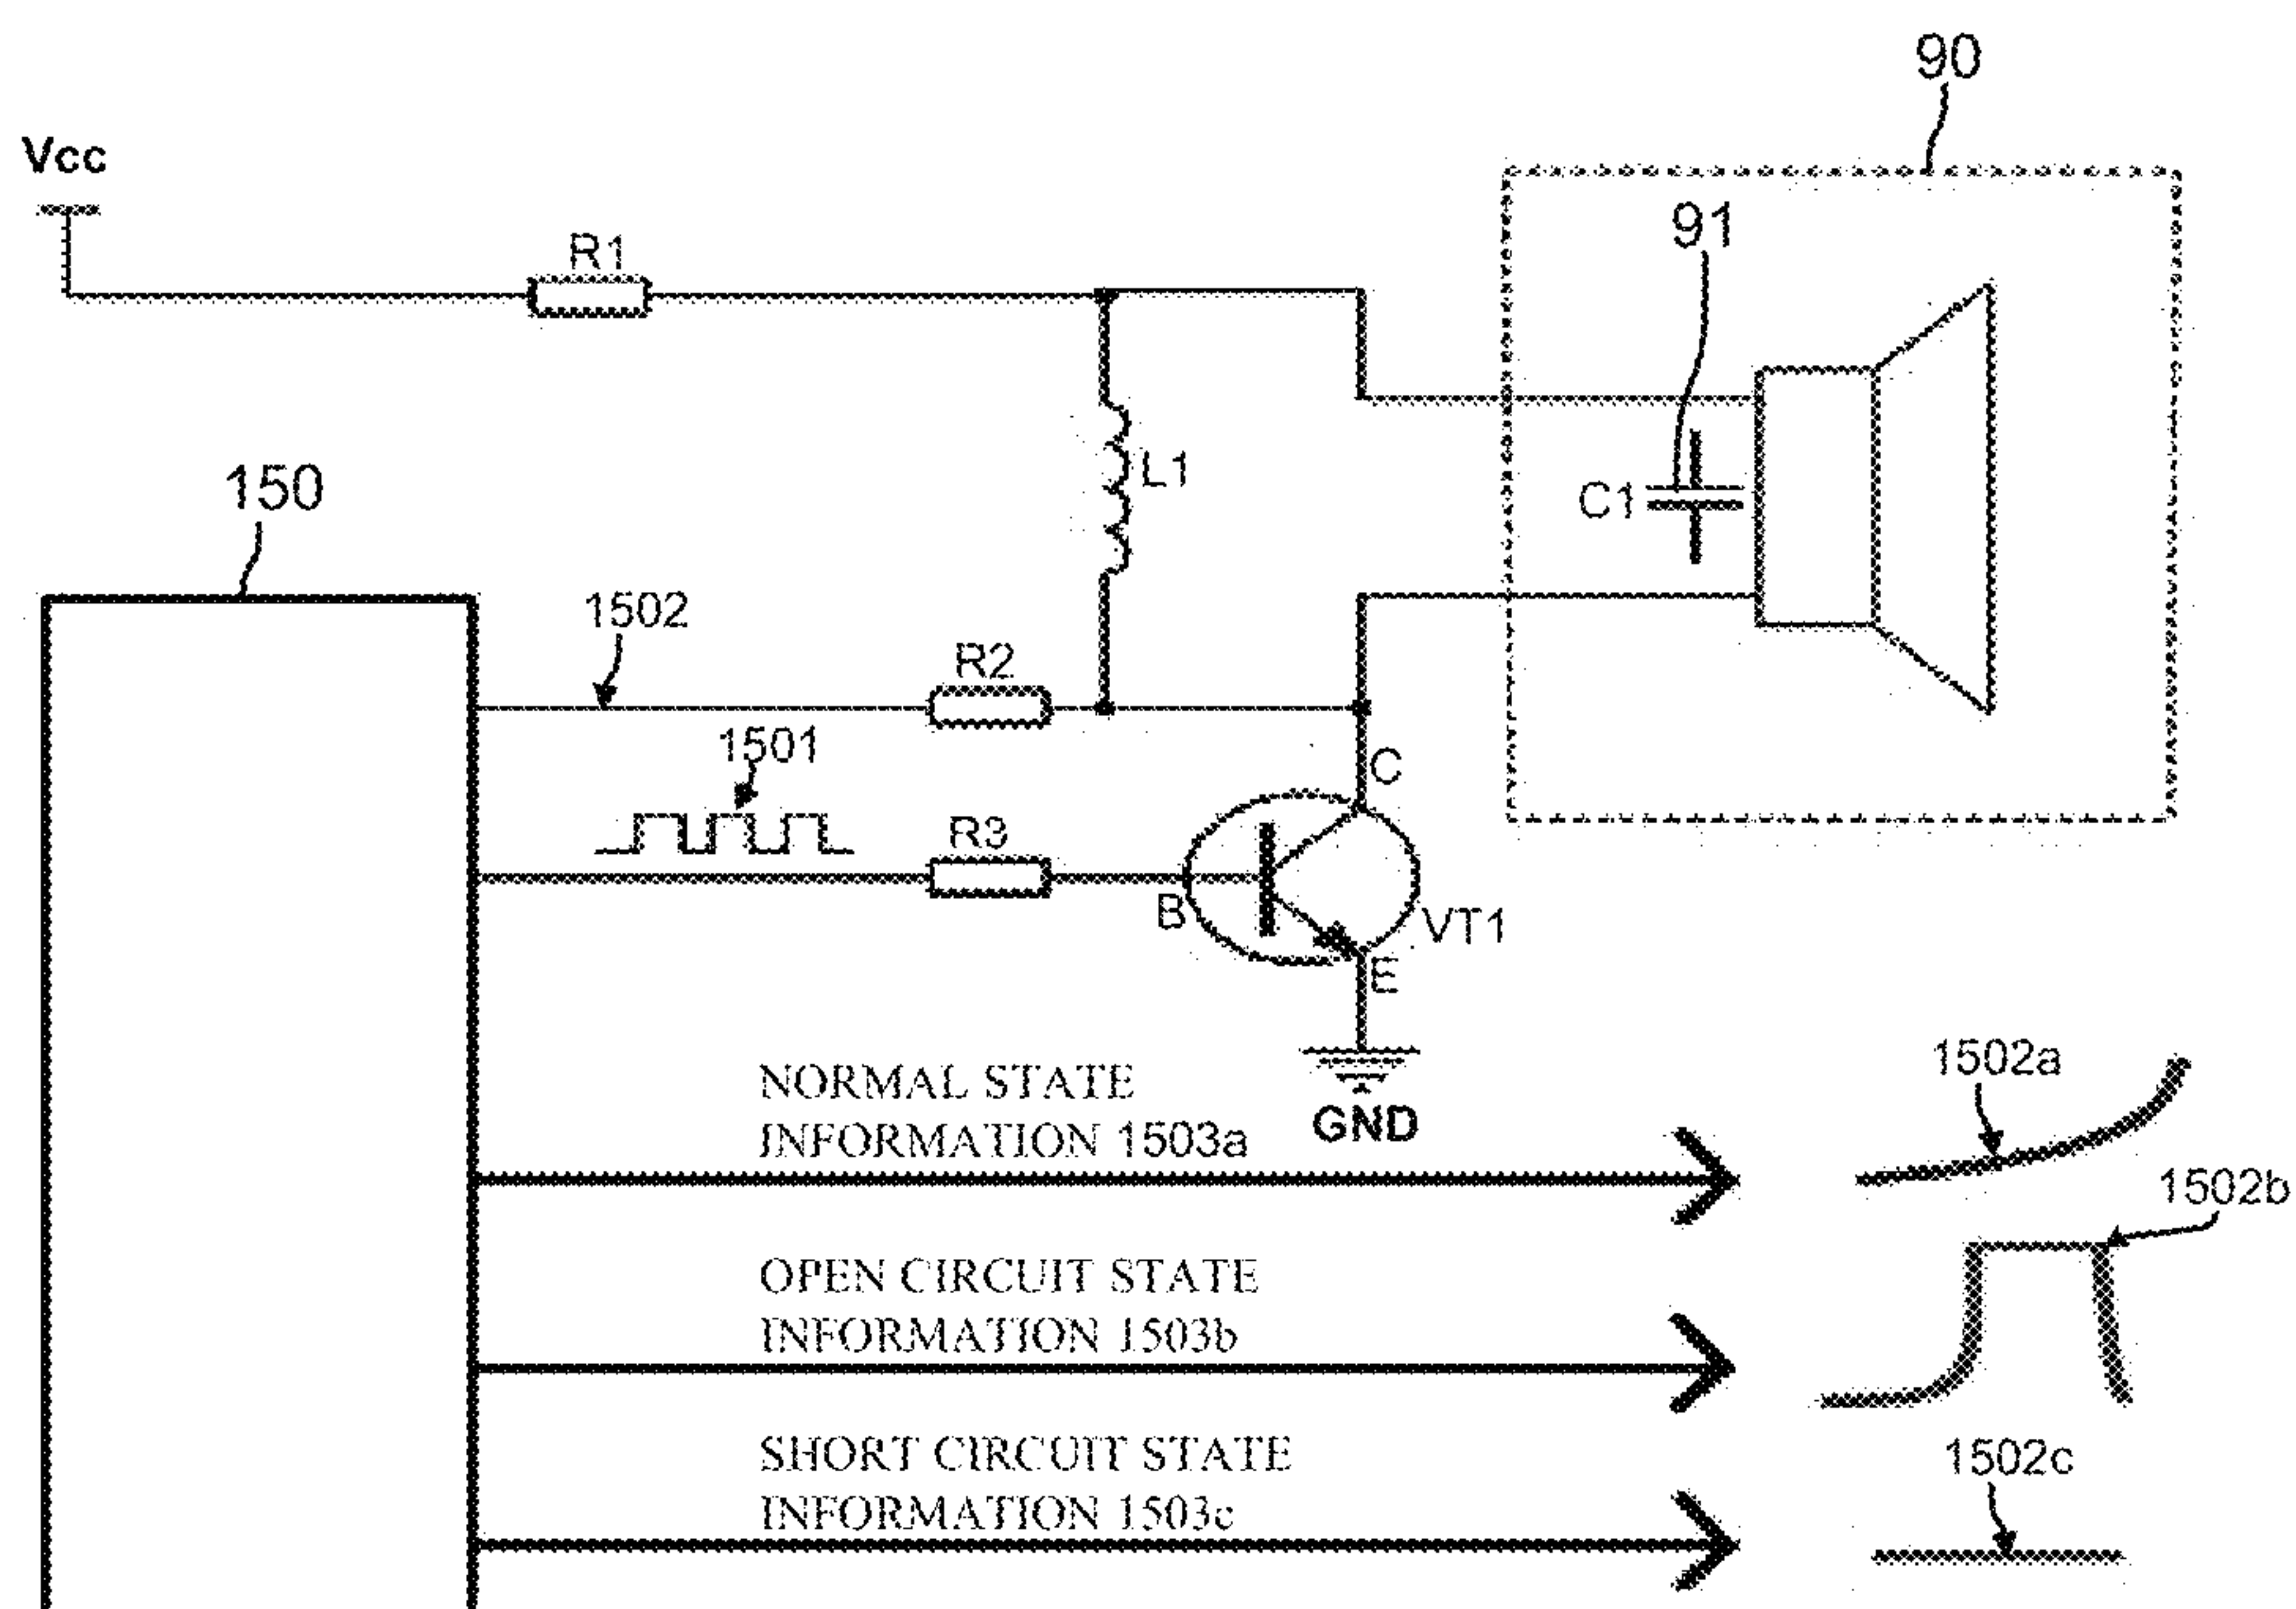 90
Vcc
91
R1
L1
C1
150
1502
R2
1501
C
R3
B
VT1
E
GND
NORMAL STATE
INFORMATION 1503a
1502a
1502b
OPEN CIRCUIT STATE
INFORMATION 1503b
SHORT CIRCUIT STATE
INFORMATION 1503c
1502c